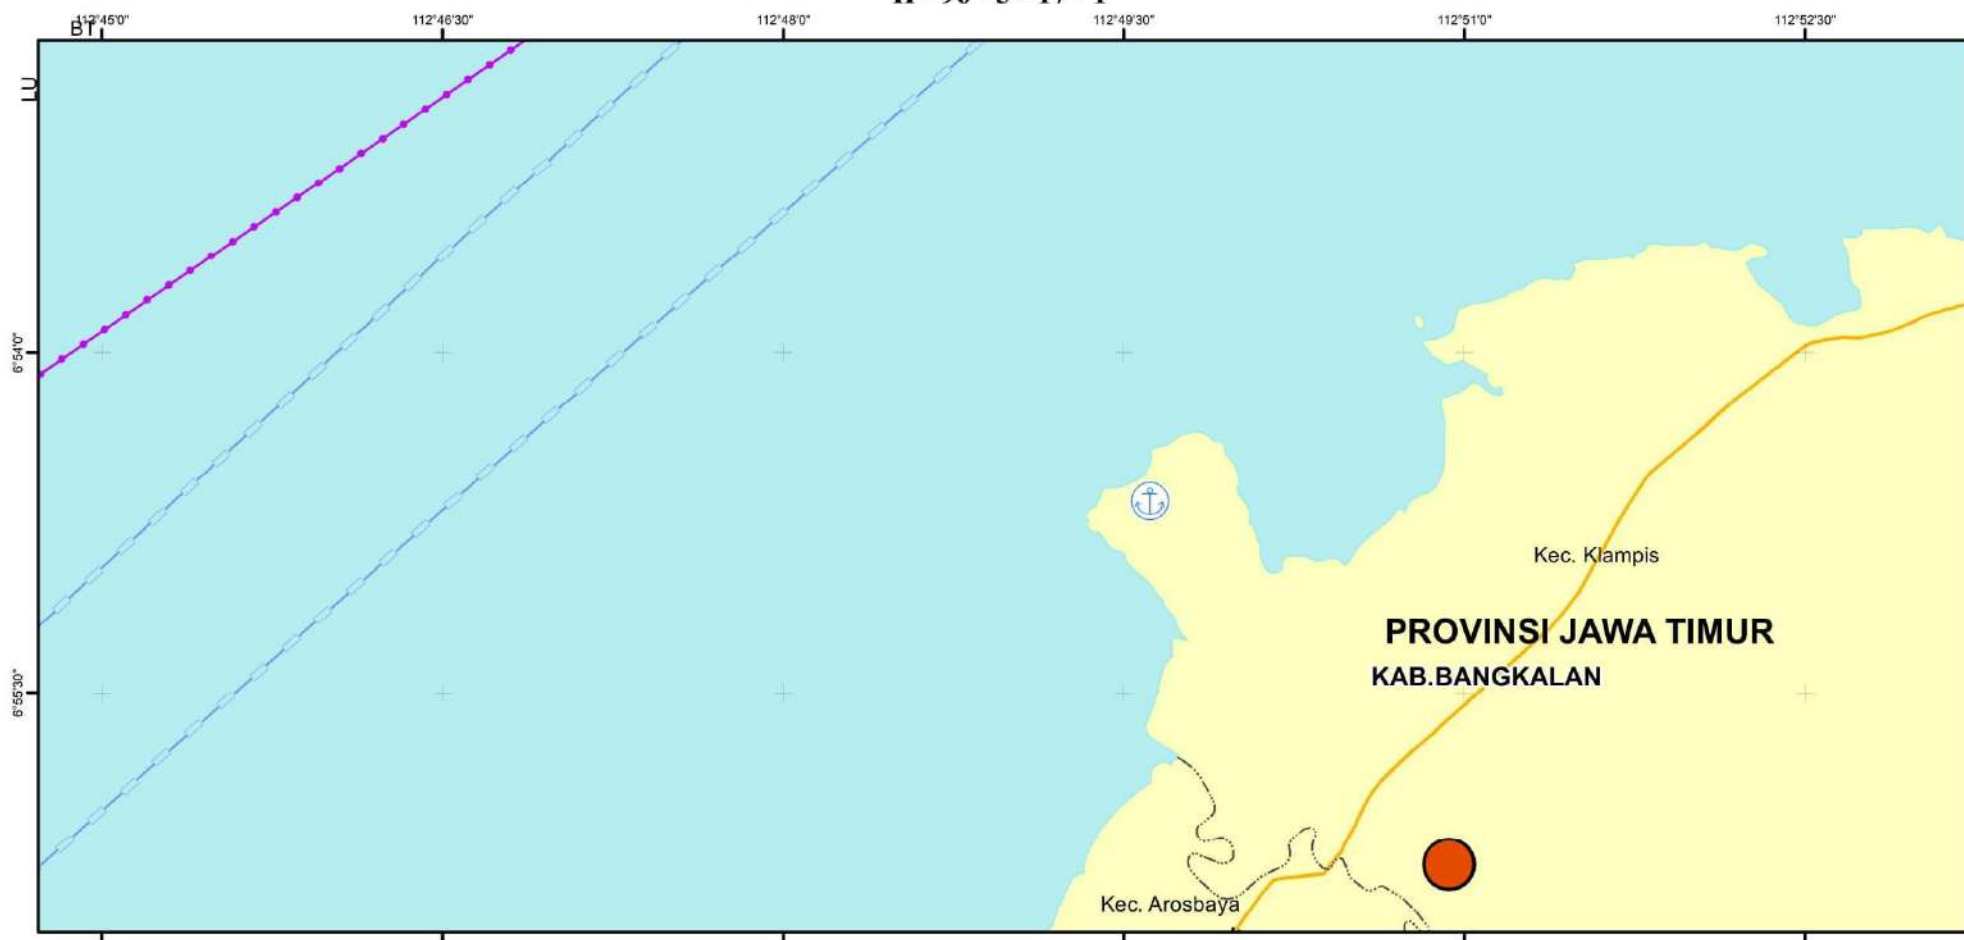 112°45'0" 112°46'30" 112°48'0" 112°49'30" 112°51'0" 112°52'30"
BT
LU
6°54'0"
Kec. Klampis
PROVINSI JAWA TIMUR
KAB.BANGKALAN
6°55'30"
Kec. Arosbaya